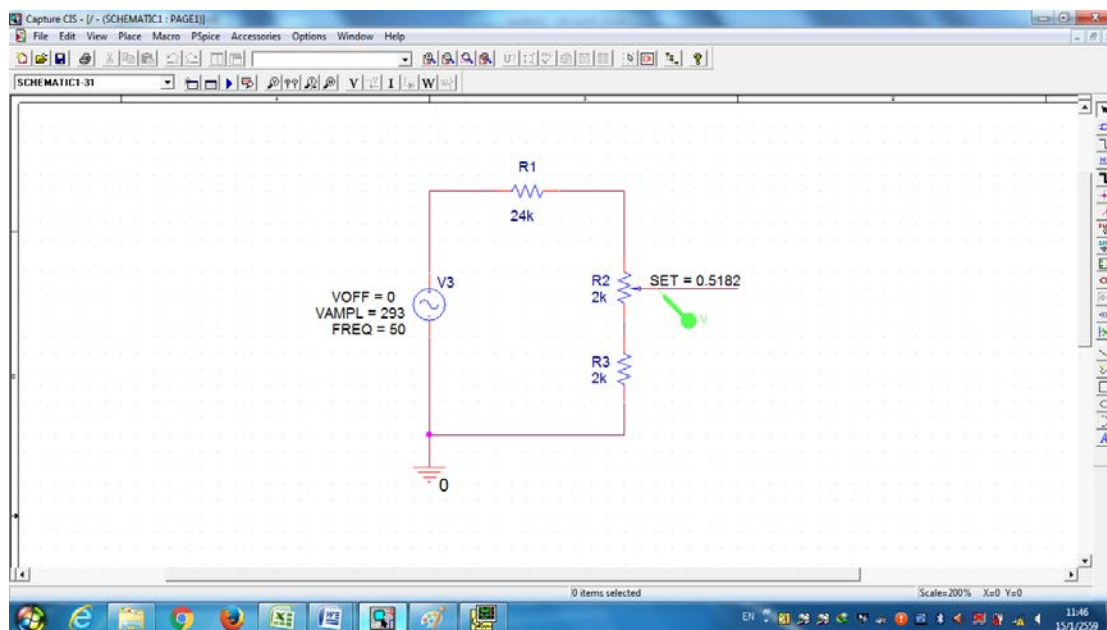 Capture CIS - [/ - (SCHEMATIC1 : PAGE1)]
File Edit View Place Macro PSpice Accessories Options Window Help
SCHEMATIC1-31
V I W
R1
24k
V3
VOFF = 0
VAMPL = 293
FREQ = 50
R2
2k
SET = 0.5182
V
R3
2k
0
0 items selected
Scale=200% X=0 Y=0
EN
11:46
15/1/2559